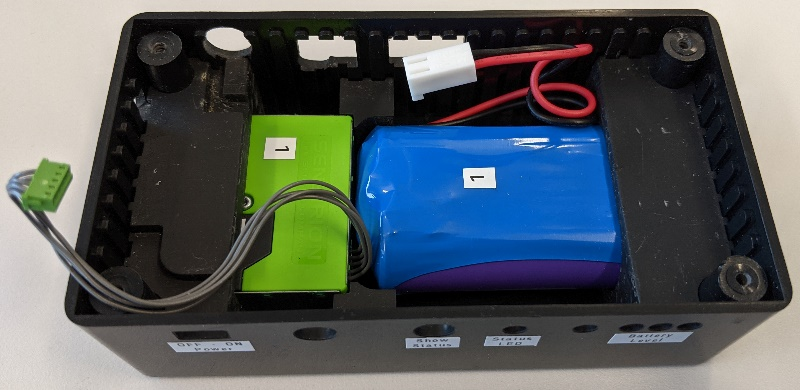 1
1
OFF - ON
Power
Show
Status
Status
LED
Battery
Level